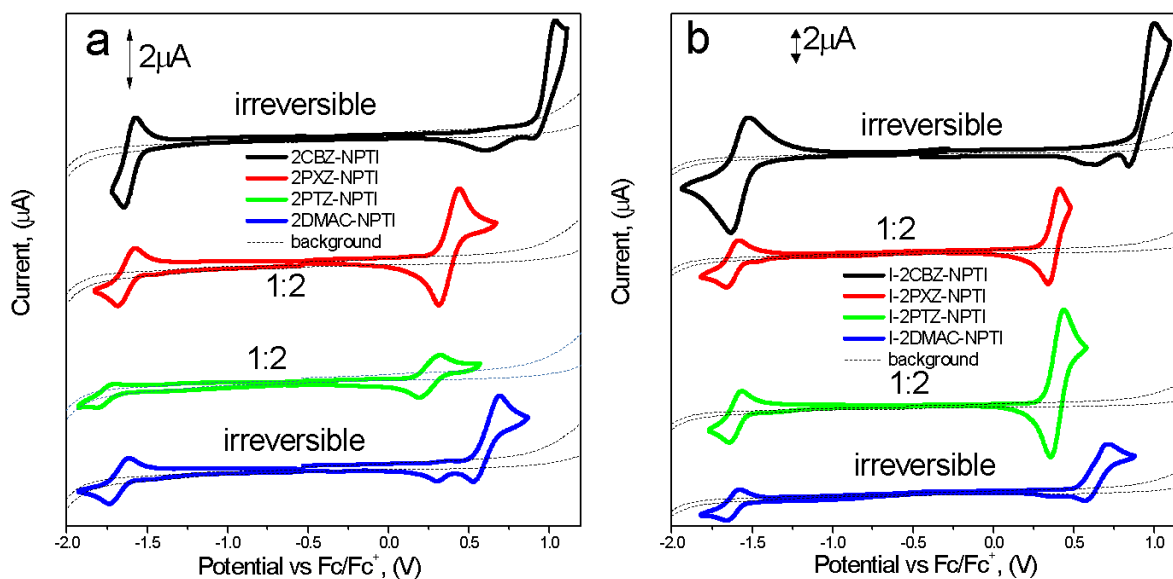 a
2μA
irreversible
2CBZ-NPTI
2PXZ-NPTI
2PTZ-NPTI
2DMAC-NPTI
background
1:2
1:2
irreversible
Current, (μA)
-2.0 -1.5 -1.0 -0.5 0.0 0.5 1.0
Potential vs Fc/Fc+, (V)
b
2μA
irreversible
1:2
I-2CBZ-NPTI
I-2PXZ-NPTI
I-2PTZ-NPTI
I-2DMAC-NPTI
background
1:2
irreversible
Current, (μA)
-2.0 -1.5 -1.0 -0.5 0.0 0.5 1.0
Potential vs Fc/Fc+, (V)